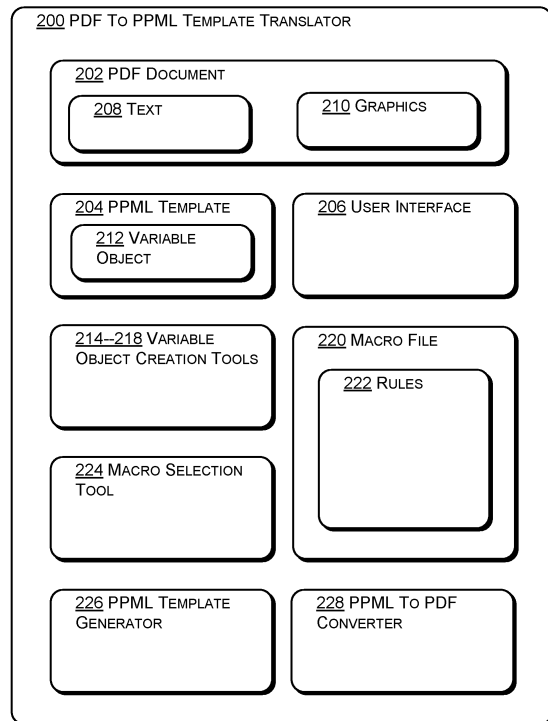 200 PDF TO PPML TEMPLATE TRANSLATOR
202 PDF DOCUMENT
208 TEXT
210 GRAPHICS
204 PPML TEMPLATE
212 VARIABLE
OBJECT
206 USER INTERFACE
214--218 VARIABLE
OBJECT CREATION TOOLS
220 MACRO FILE
222 RULES
224 MACRO SELECTION
TOOL
226 PPML TEMPLATE
GENERATOR
228 PPML TO PDF
CONVERTER